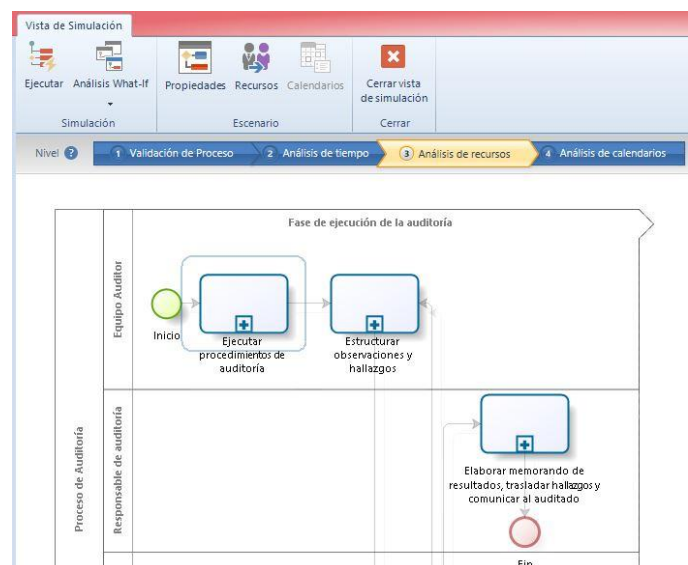 Vista de Simulación
Ejecutar
Análisis What-If
Propiedades
Recursos
Calendarios
Cerrar vista
de simulación
Simulación
Escenario
Cerrar
Nivel ?
1 Validación de Proceso
2 Análisis de tiempo
3 Análisis de recursos
4 Análisis de calendarios
Fase de ejecución de la auditoría
Proceso de Auditoría
Equipo Auditor
Inicio
Ejecutar
procedimientos de
auditoría
Estructurar
observaciones y
hallazgos
Responsable de auditoría
Elaborar memorando de
resultados, trasladar hallazgos y
comunicar al auditado
Fin